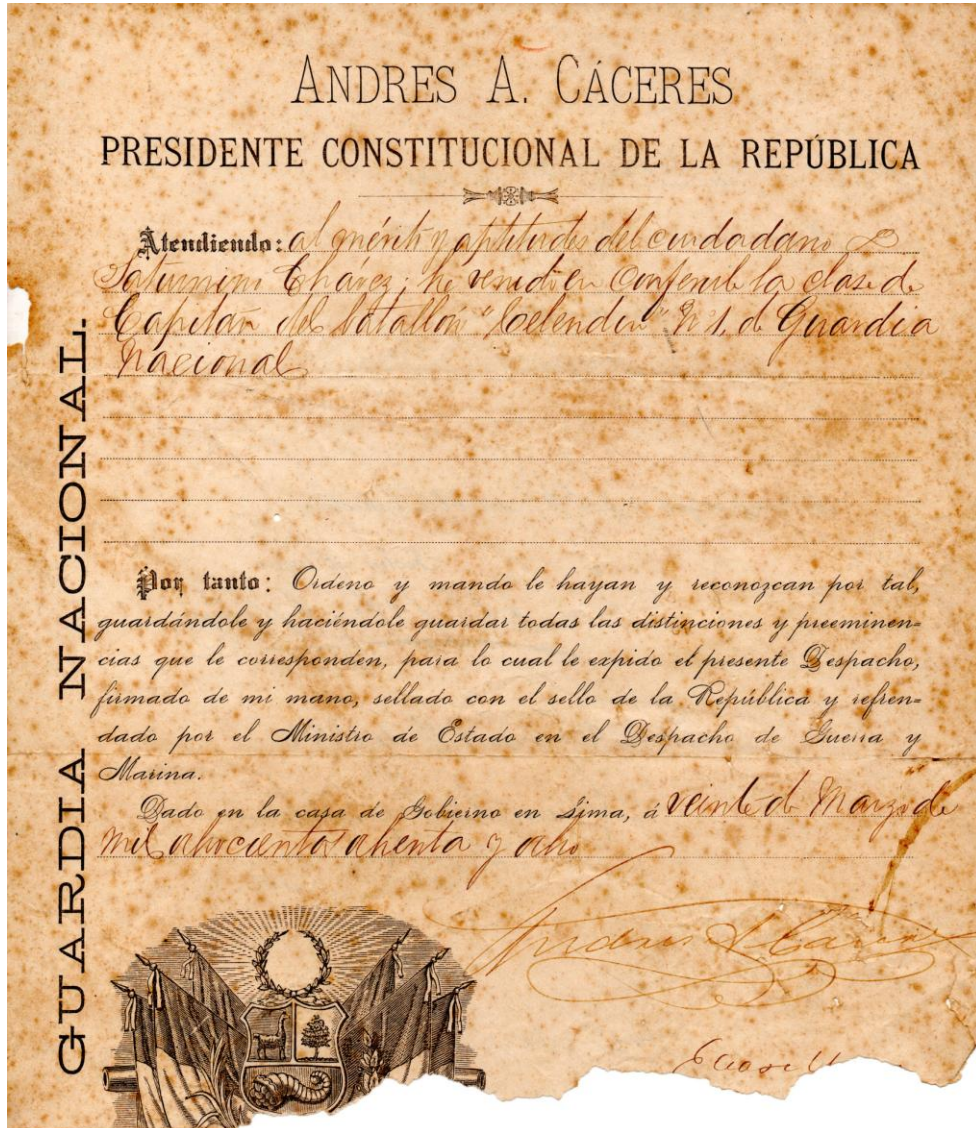 ANDRES A. CÁCERES
PRESIDENTE CONSTITUCIONAL DE LA REPÚBLICA
GUARDIA NACIONAL.
Atendiendo: al mérito y aptitudes del ciudadano
Saturnino Chavez; he venido en conferirle la clase de
Capitán del batallón "Celendin" Nº 1, de Guardia
Nacional
Por tanto: Ordeno y mando le hayan y reconozcan por tal,
guardándole y haciéndole guardar todas las distinciones y preeminen-
cias que le corresponden, para lo cual le expido el presente Despacho,
firmado de mi mano, sellado con el sello de la República y refren-
dado por el Ministro de Estado en el Despacho de Guerra y
Marina.
Dado en la casa de Gobierno en Lima, á veinte de Marzo de
mil ochocientos ochenta y ocho
Andres A Caceres